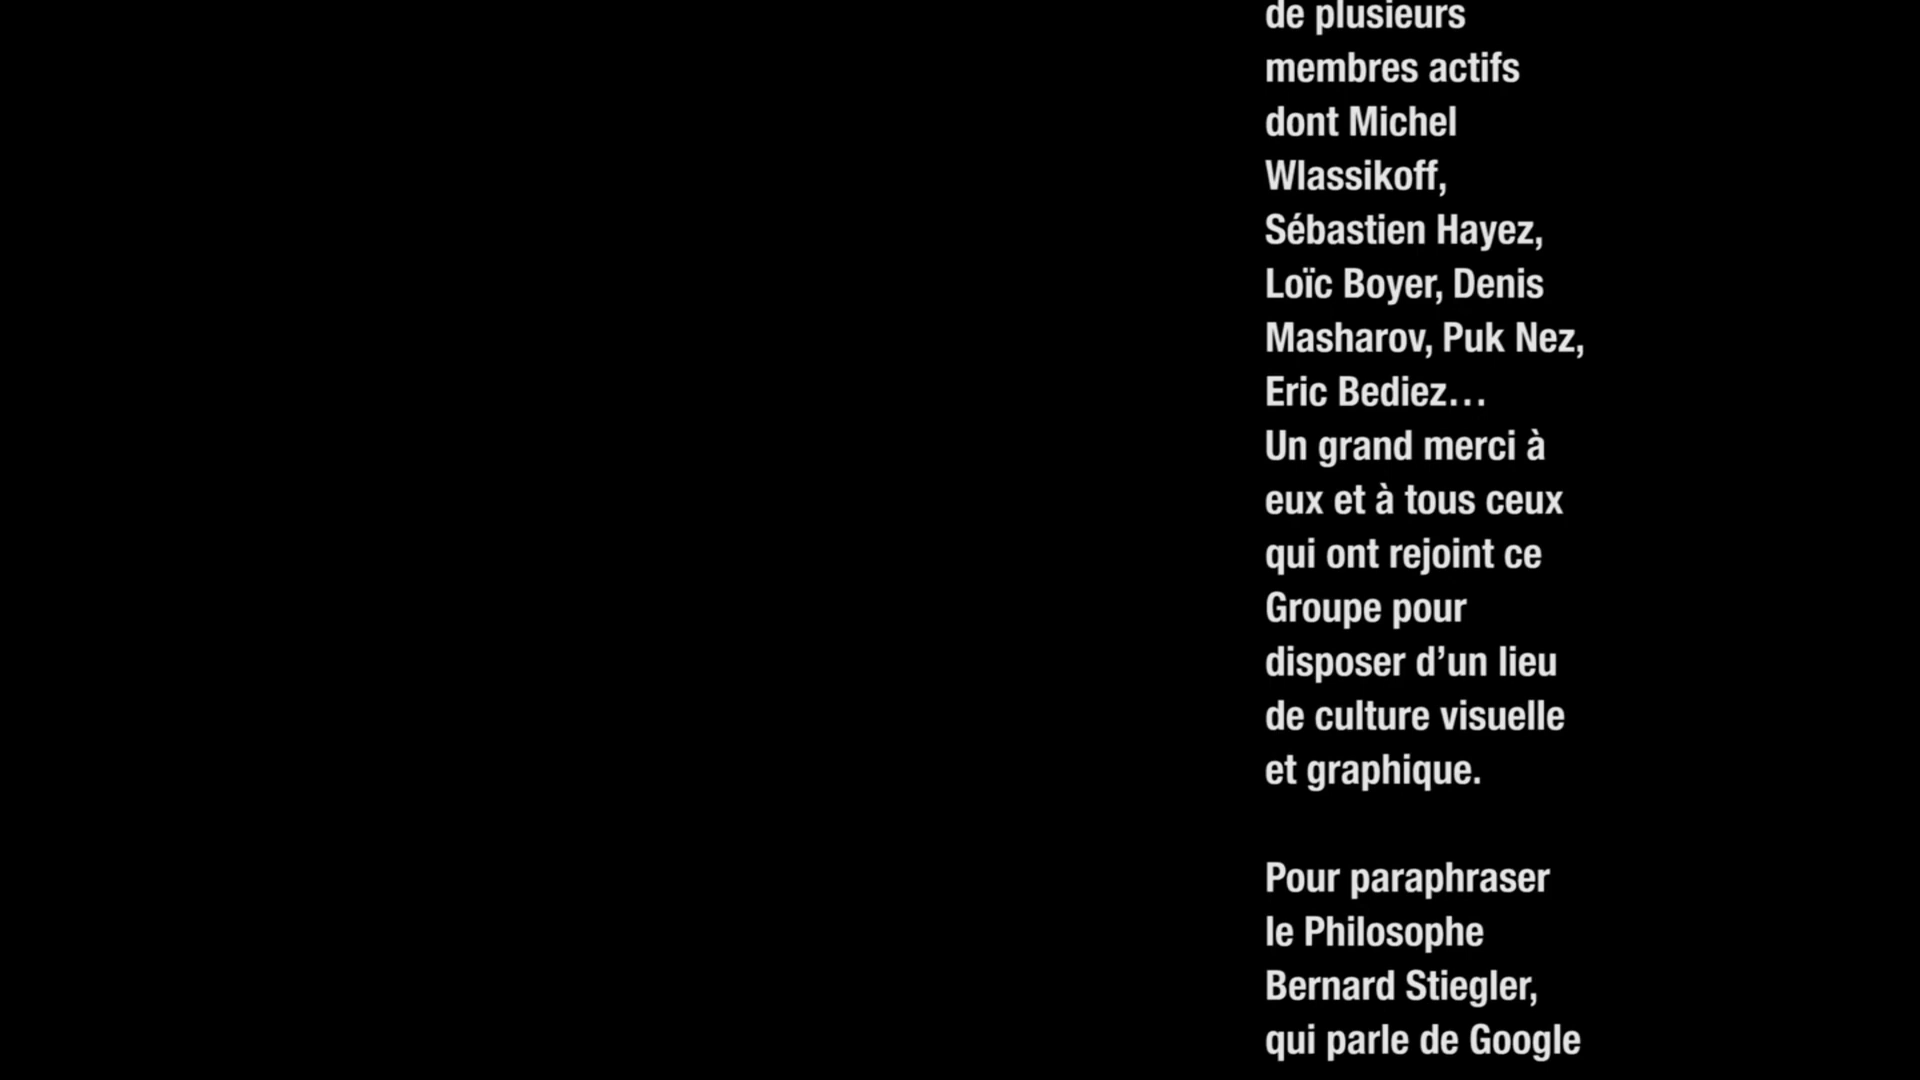 de plusieurs
membres actifs
dont Michel
Wlassikoff,
Sébastien Hayez,
Loïc Boyer, Denis
Masharov, Puk Nez,
Eric Bediez…
Un grand merci à
eux et à tous ceux
qui ont rejoint ce
Groupe pour
disposer d’un lieu
de culture visuelle
et graphique.
Pour paraphraser
le Philosophe
Bernard Stiegler,
qui parle de Google